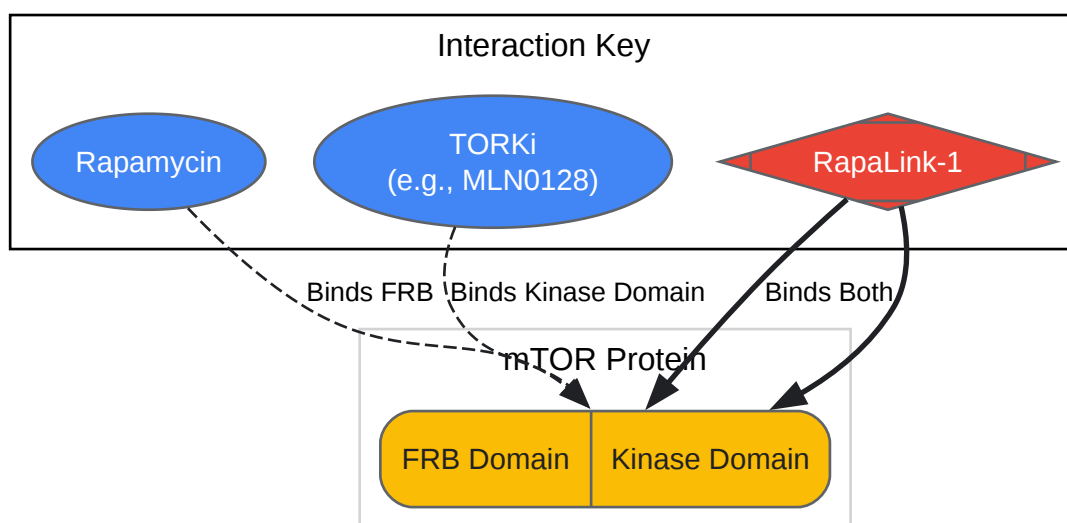 Interaction Key
Rapamycin
TORKi
(e.g., MLN0128)
RapaLink-1
Binds FRB
Binds Kinase Domain
Binds Both
mTOR Protein
FRB Domain
Kinase Domain